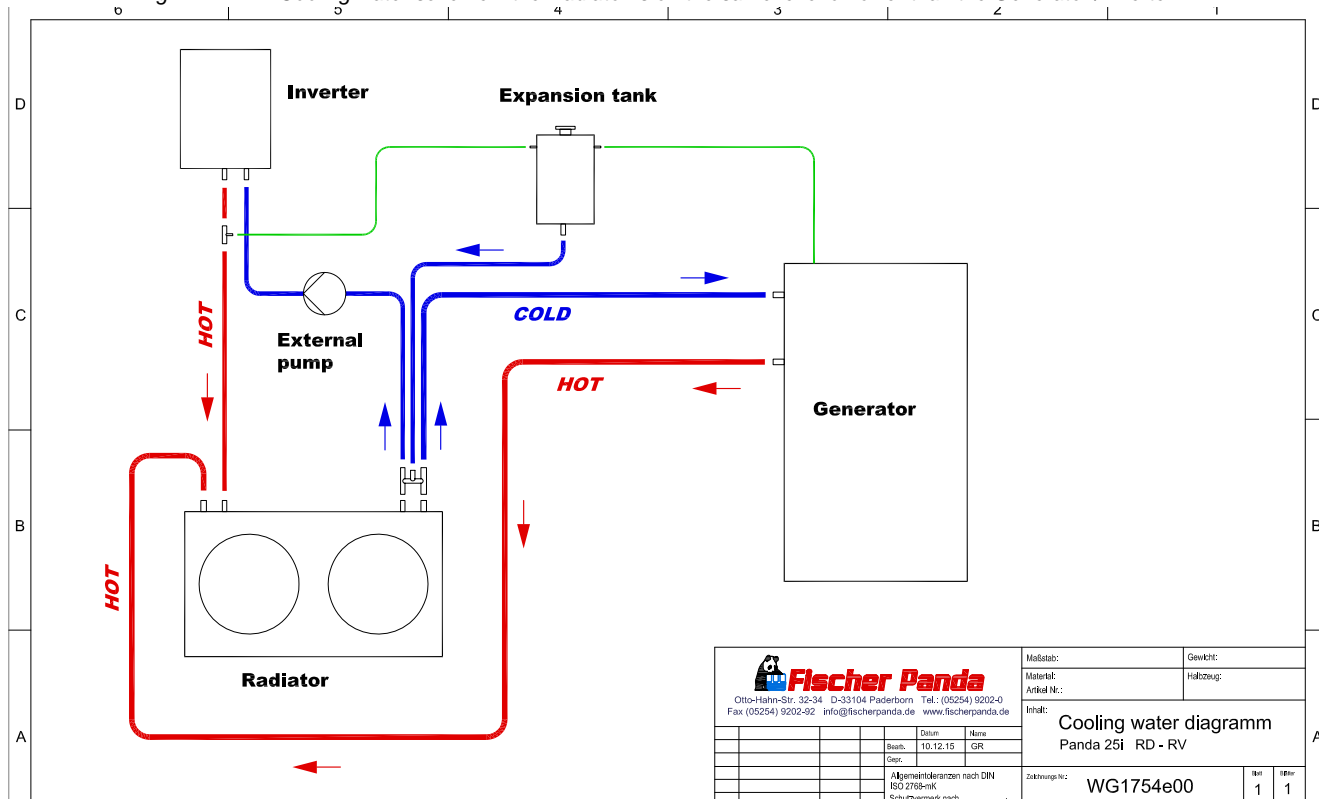 6 5 4 3 2 1
D
D
Inverter
Expansion tank
C
C
HOT
External
pump
COLD
HOT
Generator
B
B
HOT
Radiator
A
A
Fischer Panda
Otto-Hahn-Str. 32-34 D-33104 Paderborn Tel.: (05254) 9202-0
Fax (05254) 9202-92 info@fischerpanda.de www.fischerpanda.de
Datum Name
Bearb. 10.12.15 GR
Gepr.
Allgemeintoleranzen nach DIN
ISO 2768-mK
Maßstab:
Gewicht:
Material:
Halbzeug:
Artikel Nr.:
Inhalt:
Cooling water diagramm
Panda 25i RD - RV
Zeichnungs Nr.: WG1754e00
Blatt
1
Blätter
1